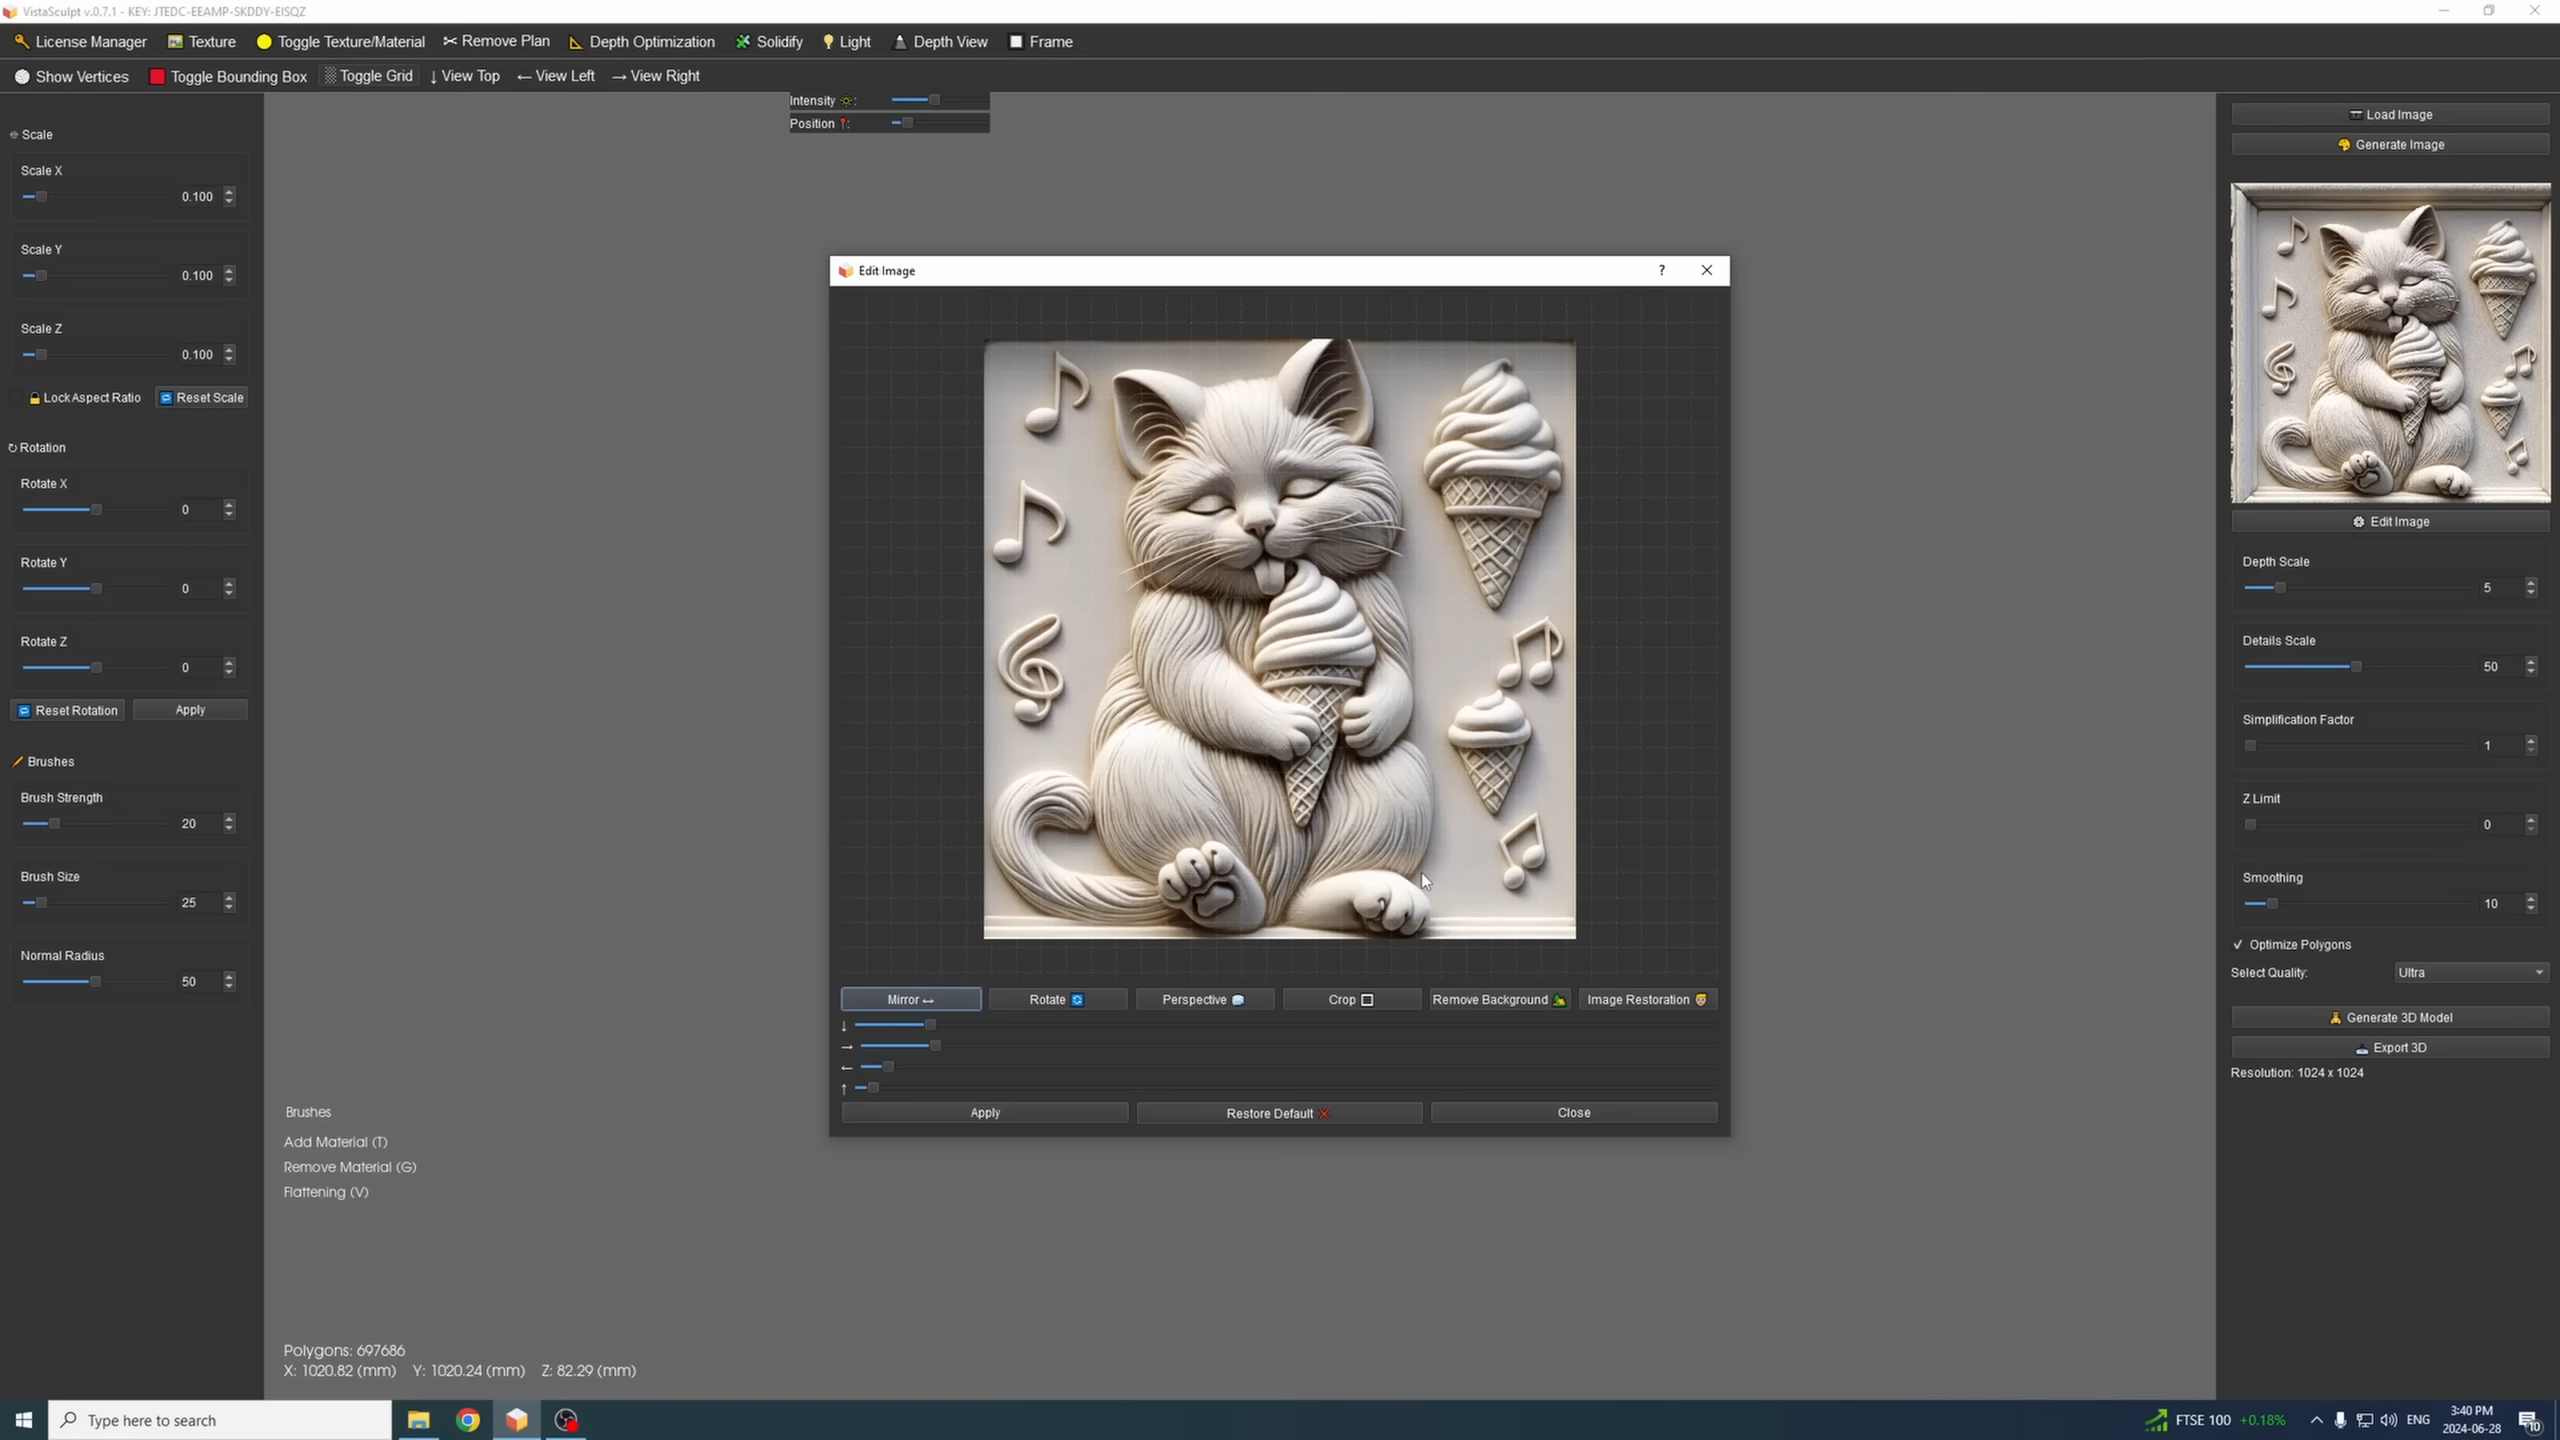 VistaSculpt v.0.7.1 - KEY: JTEDC-EEAMP-SKDDY-EISQZ
License Manager Texture Toggle Texture/Material Remove Plan Depth Optimization Solidify Light Depth View Frame
Show Vertices Toggle Bounding Box Toggle Grid ↓ View Top ← View Left → View Right
Intensity :
Position :
Scale
Scale X
0.100
Scale Y
0.100
Scale Z
0.100
Lock Aspect Ratio Reset Scale
Rotation
Rotate X
0
Rotate Y
0
Rotate Z
0
Reset Rotation Apply
Brushes
Brush Strength
20
Brush Size
25
Normal Radius
50
Brushes
Add Material (T)
Remove Material (G)
Flattening (V)
Polygons: 697686
X: 1020.82 (mm) Y: 1020.24 (mm) Z: 82.29 (mm)
Edit Image ?
Mirror ↔ Rotate Perspective Crop Remove Background Image Restoration
↓
→
←
↑
Apply Restore Default Close
Load Image
Generate Image
Edit Image
Depth Scale
5
Details Scale
50
Simplification Factor
1
Z Limit
0
Smoothing
10
✓ Optimize Polygons
Select Quality: Ultra
Generate 3D Model
Export 3D
Resolution: 1024 x 1024
Type here to search
FTSE 100 +0.18% ENG 3:40 PM
2024-06-28
10